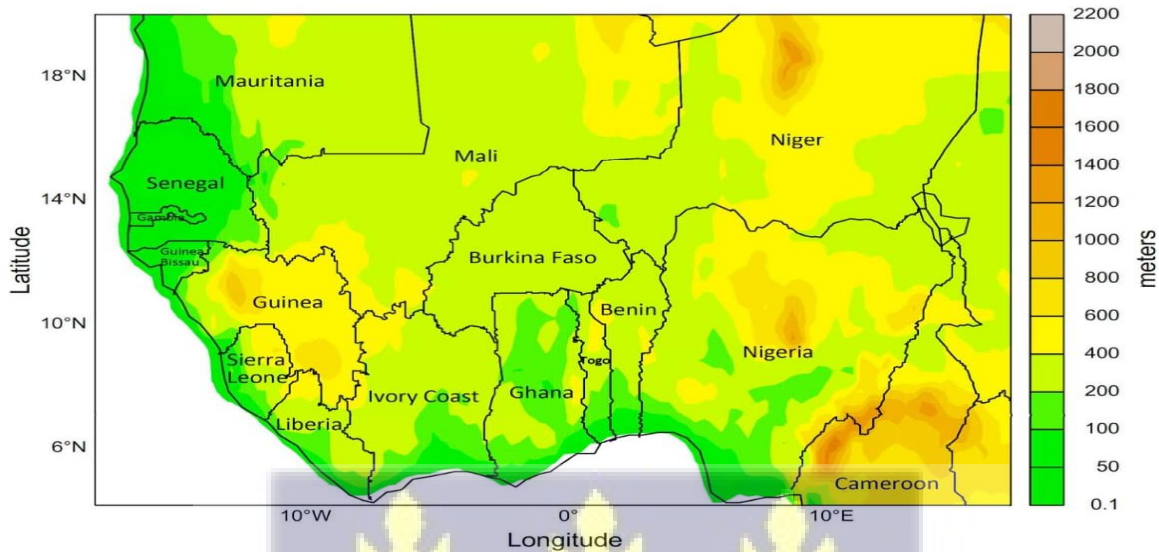 2200
2000
1800
1600
1400
1200
1000
800
600
400
200
100
50
0.1
meters
18°N
14°N
10°N
6°N
Latitude
Mauritania
Mali
Niger
Senegal
Gambia
Guinea
Bissau
Burkina Faso
Guinea
Benin
Nigeria
Sierra
Leone
Togo
Ivory Coast
Ghana
Liberia
Cameroon
10°W
0°
10°E
Longitude